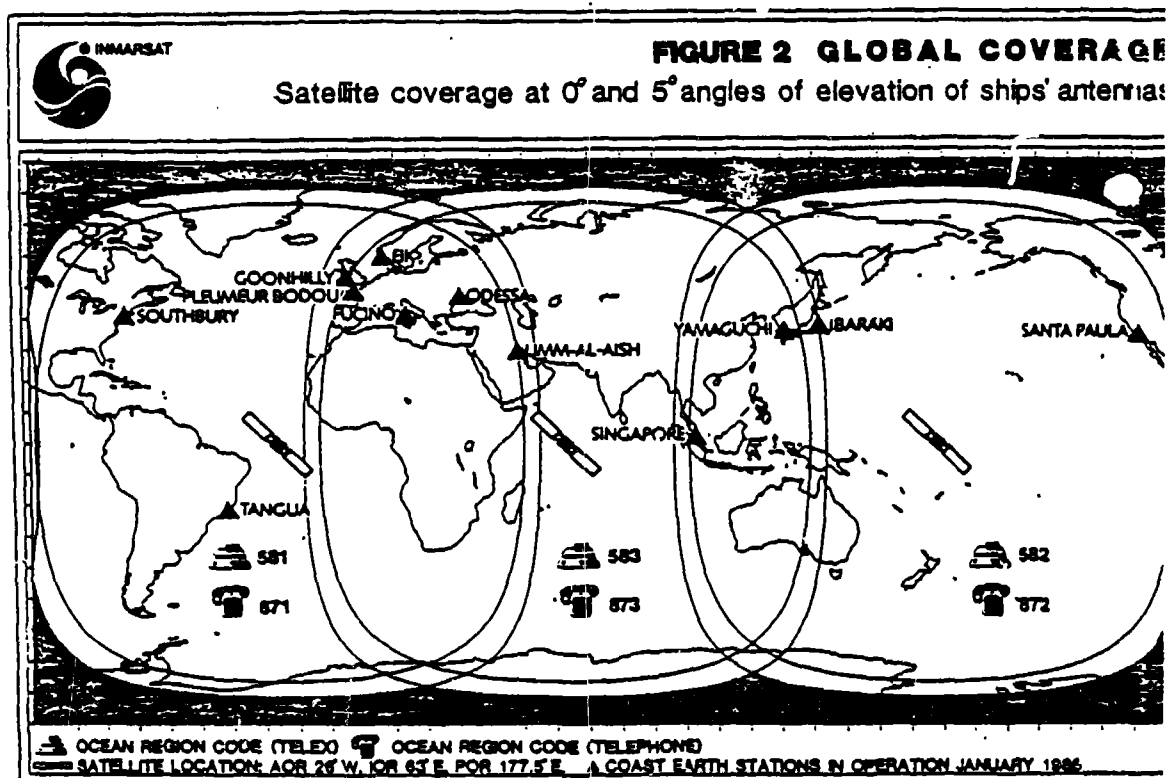 © INMARSAT
FIGURE 2 GLOBAL COVERAGE
Satellite coverage at 0° and 5° angles of elevation of ships' antennas
EIK
GOONHILLY
PLEUMEUR BODOU
ODESSA
SOUTHBURY
FUCINO
YAMAGUCHI
IBARAKI
SANTA PAULA
UMM-AL-AISH
SINGAPORE
TANGUA
581
583
582
871
873
872
OCEAN REGION CODE (TELEX) OCEAN REGION CODE (TELEPHONE)
SATELLITE LOCATION: AOR 26° W, IOR 63° E, POR 177.5° E COAST EARTH STATIONS IN OPERATION JANUARY